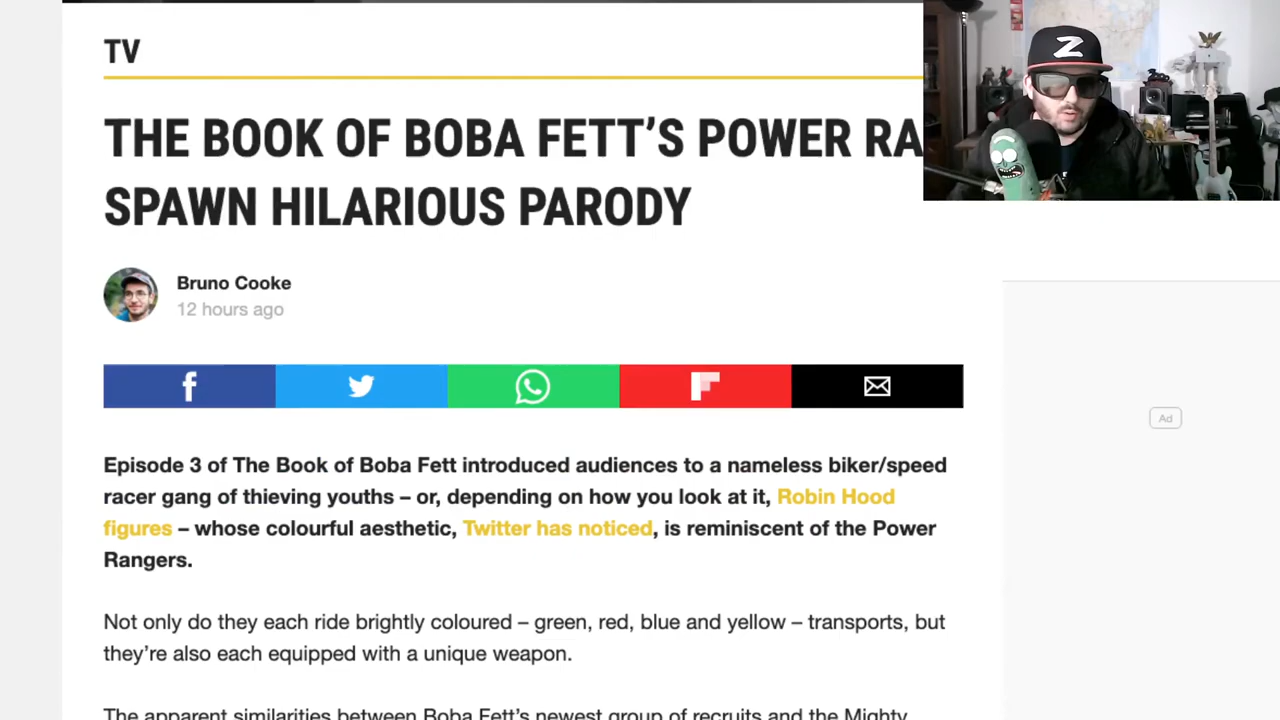 TV
THE BOOK OF BOBA FETT’S POWER RA
SPAWN HILARIOUS PARODY
Bruno Cooke
12 hours ago
Episode 3 of The Book of Boba Fett introduced audiences to a nameless biker/speed
racer gang of thieving youths – or, depending on how you look at it, Robin Hood
figures – whose colourful aesthetic, Twitter has noticed, is reminiscent of the Power
Rangers.
Ad
Not only do they each ride brightly coloured – green, red, blue and yellow – transports, but
they’re also each equipped with a unique weapon.
The apparent similarities between Boba Fett’s newest group of recruits and the Mighty